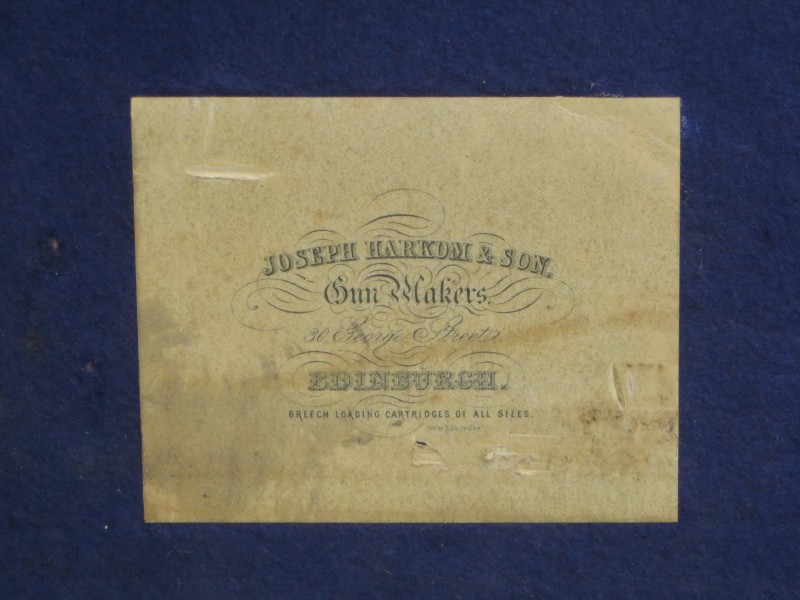 JOSEPH HARKOM & SON.
Gun Makers,
30 George Street
EDINBURGH.
BREECH LOADING CARTRIDGES OF ALL SIZES.